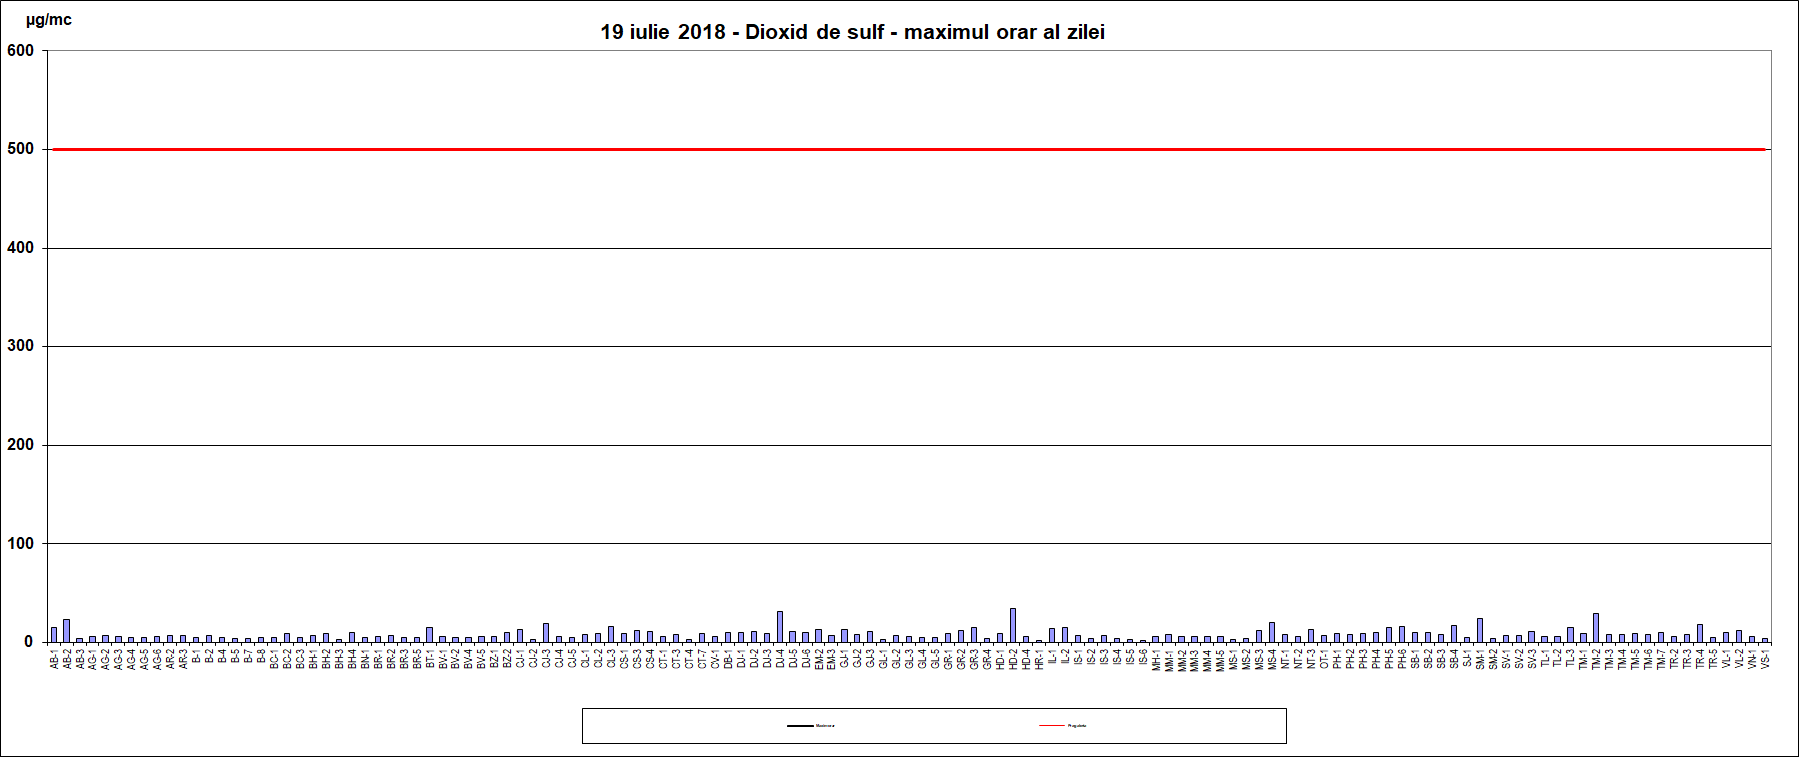 µg/mc
19 iulie 2018 - Dioxid de sulf - maximul orar al zilei
600
500
400
300
200
100
0
AB-1 AB-2 AB-3 AG-1 AG-2 AG-3 AG-4 AG-5 AG-6 AR-2 AR-3 B-1 B-2 B-4 B-5 B-7 B-8 BC-1 BC-2 BC-3 BH-1 BH-2 BH-3 BH-4 BN-1 BR-1 BR-2 BR-3 BR-5 BT-1 BV-1 BV-2 BV-4 BV-5 BZ-1 BZ-2 CJ-1 CJ-2 CJ-3 CJ-4 CJ-5 CL-1 CL-2 CL-3 CS-1 CS-3 CS-4 CT-1 CT-3 CT-4 CT-7 CV-1 DB-1 DJ-1 DJ-2 DJ-3 DJ-4 DJ-5 DJ-6 EM-2 EM-3 GJ-1 GJ-2 GJ-3 GL-1 GL-2 GL-3 GL-4 GL-5 GR-1 GR-2 GR-3 GR-4 HD-1 HD-2 HD-4 HR-1 IL-1 IL-2 IS-1 IS-2 IS-3 IS-4 IS-5 IS-6 MH-1 MM-1 MM-2 MM-3 MM-4 MM-5 MS-1 MS-2 MS-3 MS-4 NT-1 NT-2 NT-3 OT-1 PH-1 PH-2 PH-3 PH-4 PH-5 PH-6 SB-1 SB-2 SB-3 SB-4 SJ-1 SM-1 SM-2 SV-1 SV-2 SV-3 TL-1 TL-2 TL-3 TM-1 TM-2 TM-3 TM-4 TM-5 TM-6 TM-7 TR-2 TR-3 TR-4 TR-5 VL-1 VL-2 VN-1 VS-1